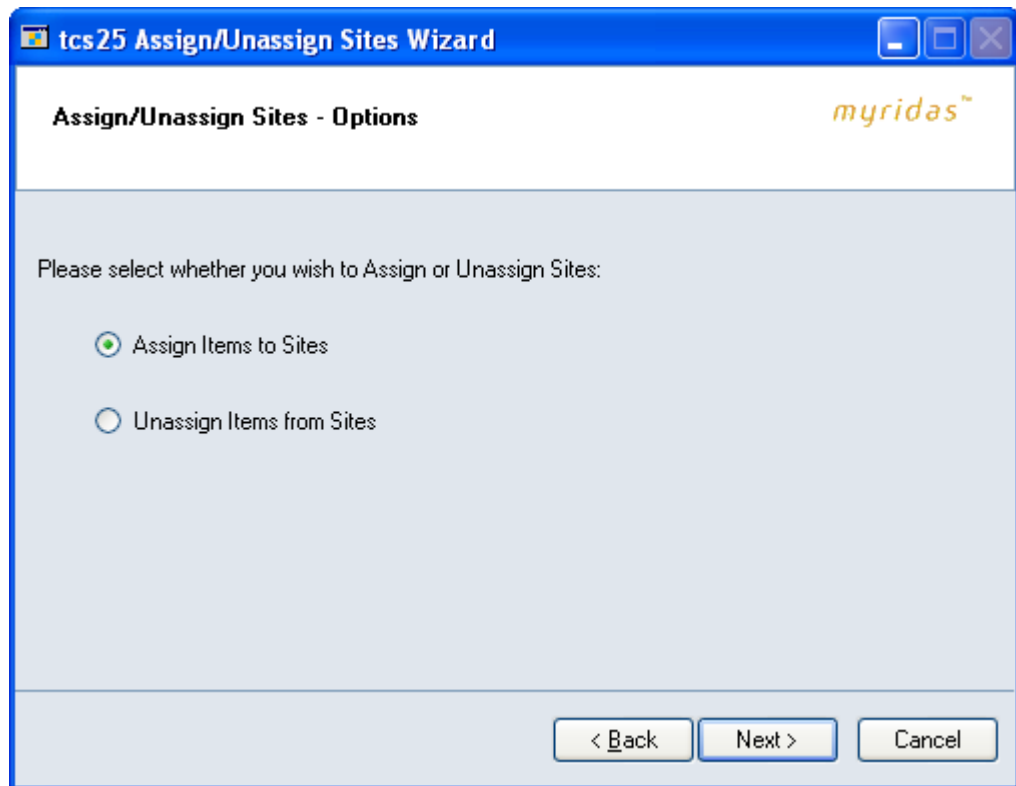 tcs25 Assign/Unassign Sites Wizard
Assign/Unassign Sites - Options
myridas™
Please select whether you wish to Assign or Unassign Sites:
Assign Items to Sites
Unassign Items from Sites
< Back Next > Cancel